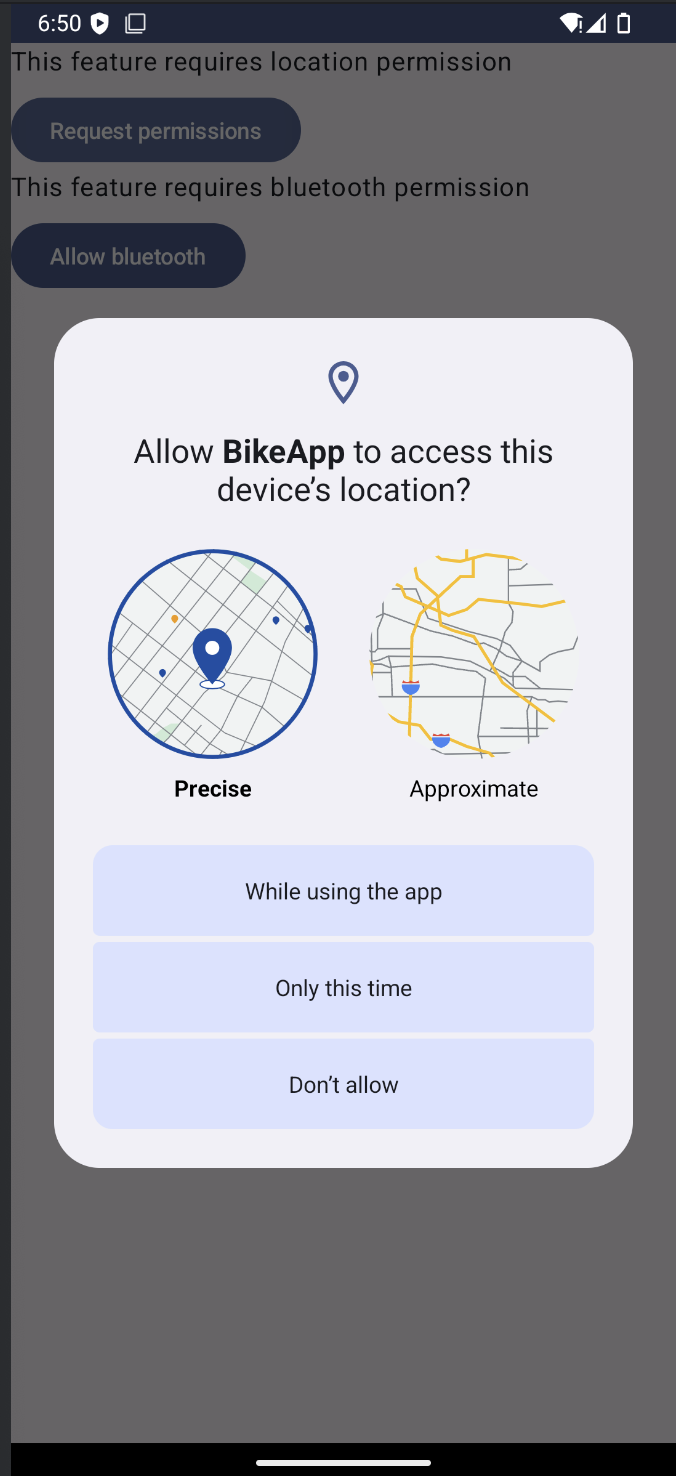 6:50
This feature requires location permission
Request permissions
This feature requires bluetooth permission
Allow bluetooth
Allow BikeApp to access this
device’s location?
Precise
Approximate
While using the app
Only this time
Don’t allow